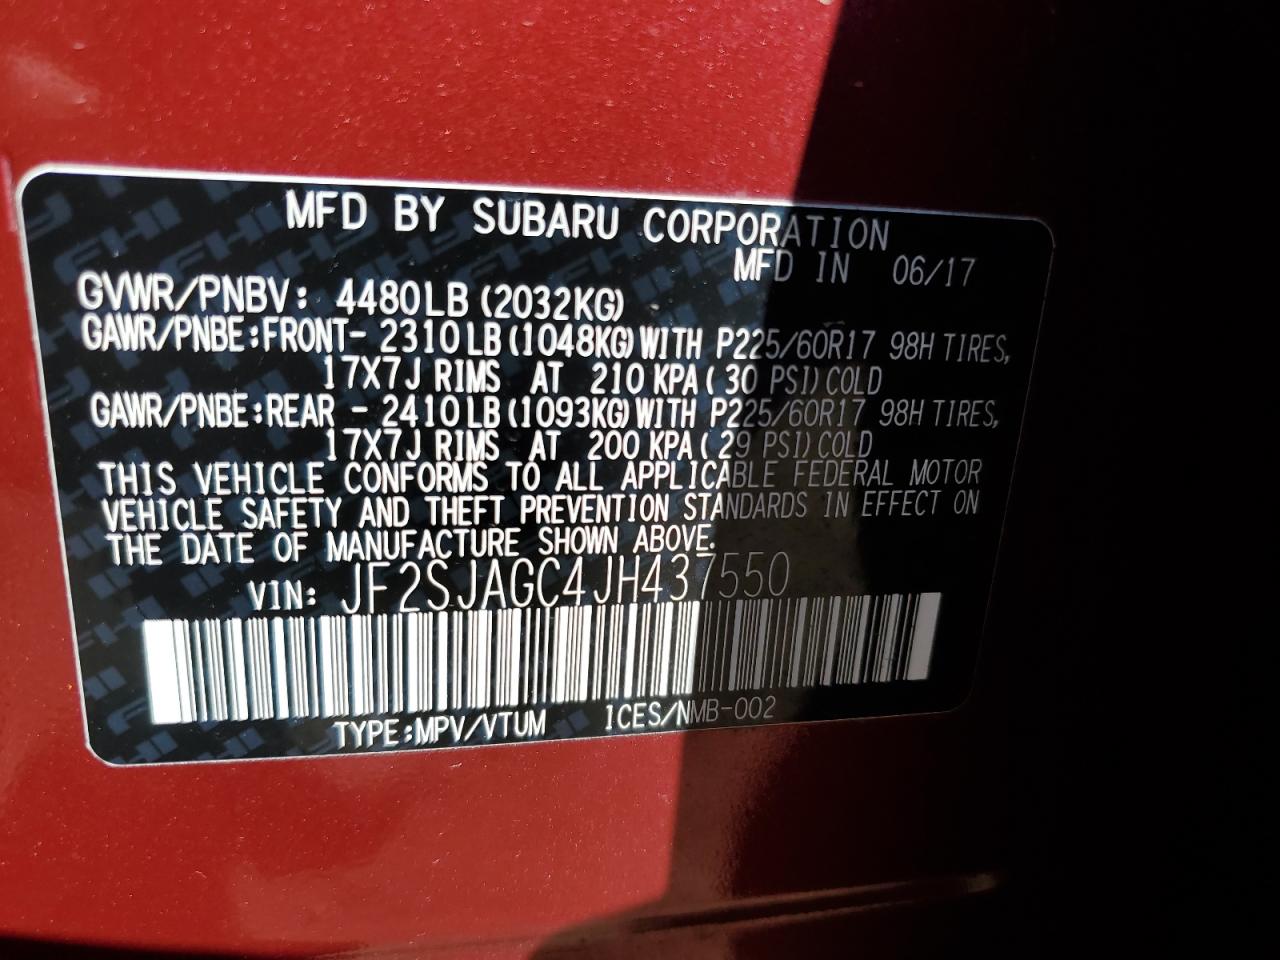 MFD BY SUBARU CORPORATION
MFD IN 06/17
GVWR/PNBV: 4480LB (2032KG)
GAWR/PNBE:FRONT- 2310LB(1048KG)WITH P225/60R17 98H TIRES,
17X7J RIMS AT 210 KPA( 30 PSI)COLD
GAWR/PNBE:REAR - 2410LB(1093KG)WITH P225/60R17 98H TIRES,
17X7J RIMS AT 200 KPA( 29 PSI)COLD
THIS VEHICLE CONFORMS TO ALL APPLICABLE FEDERAL MOTOR
VEHICLE SAFETY AND THEFT PREVENTION STANDARDS IN EFFECT ON
THE DATE OF MANUFACTURE SHOWN ABOVE.
VIN: JF2SJAGC4JH437550
TYPE:MPV/VTUM ICES/NMB-002